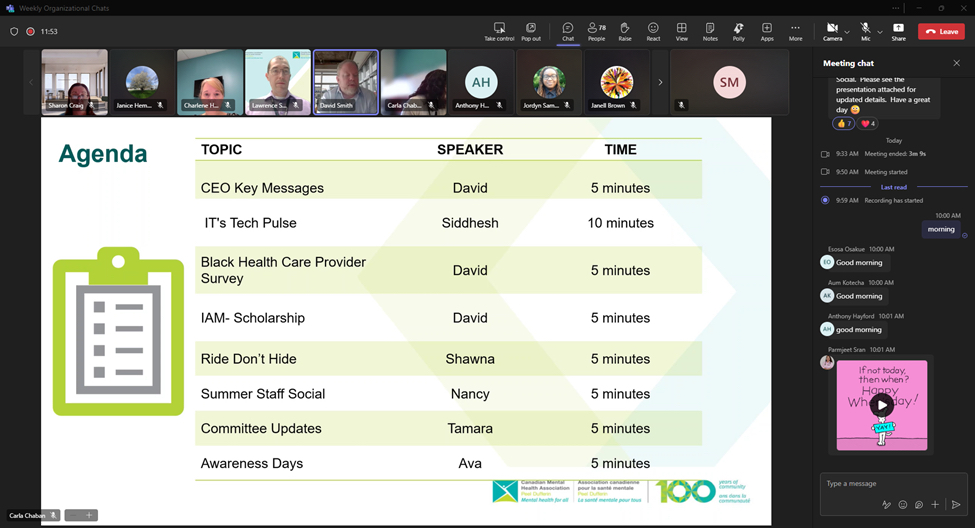 Weekly Organizational Chats
11:53
Take control
Pop out
Chat
78
People
Raise
React
View
Notes
Polly
Apps
More
Camera
Mic
Share
Leave
Sharon Craig
Janice Hem...
Charlene H...
Lawrence S...
David Smith
Carla Chab...
AH
Anthony H...
Jordyn Sam...
Janell Brown
SM
Agenda
TOPIC SPEAKER TIME
CEO Key Messages David 5 minutes
IT's Tech Pulse Siddhesh 10 minutes
Black Health Care Provider
Survey David 5 minutes
IAM- Scholarship David 5 minutes
Ride Don't Hide Shawna 5 minutes
Summer Staff Social Nancy 5 minutes
Committee Updates Tamara 5 minutes
Awareness Days Ava 5 minutes
Canadian Mental
Health Association
Peel Dufferin
Mental health for all
Association canadienne
pour la santé mentale
Peel Dufferin
La santé mentale pour tous
100
years of
community
ans dans la
communauté
Carla Chaban
Meeting chat
Social. Please see the
presentation attached for
updated details. Have a great
day
7
4
Today
9:33 AM Meeting ended: 3m 9s
9:50 AM Meeting started
Last read
9:59 AM Recording has started
10:00 AM
morning
Esosa Osakue 10:00 AM
EO
Good morning
Aum Kotecha 10:00 AM
AK
Good morning
Anthony Hayford 10:01 AM
AH
good morning
Parmjeet Sran 10:01 AM
If not today,
then when?
Happy
YAY!
Type a message